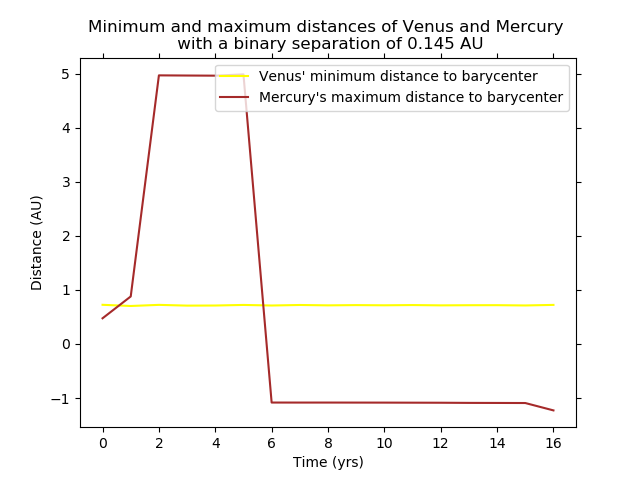 Minimum and maximum distances of Venus and Mercury
with a binary separation of 0.145 AU
Venus' minimum distance to barycenter
Mercury's maximum distance to barycenter
Distance (AU)
5
4
3
2
1
0
−1
0 2 4 6 8 10 12 14 16
Time (yrs)